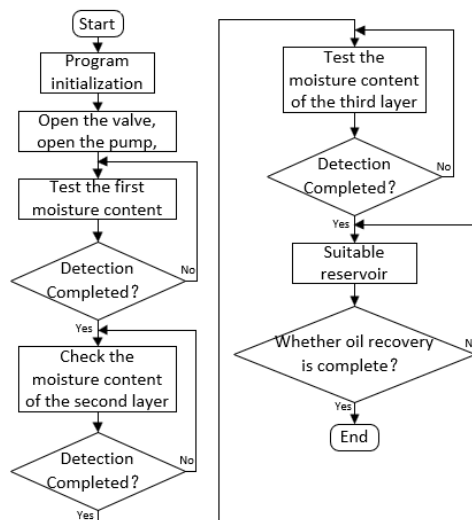 Start
Program
initialization
Open the valve,
open the pump,
Test the first
moisture content
Detection
Completed?
No
Yes
Check the
moisture content
of the second layer
Detection
Completed?
No
Yes
Test the
moisture content
of the third layer
Detection
Completed?
No
Yes
Suitable
reservoir
Whether oil recovery
is complete?
Yes
End